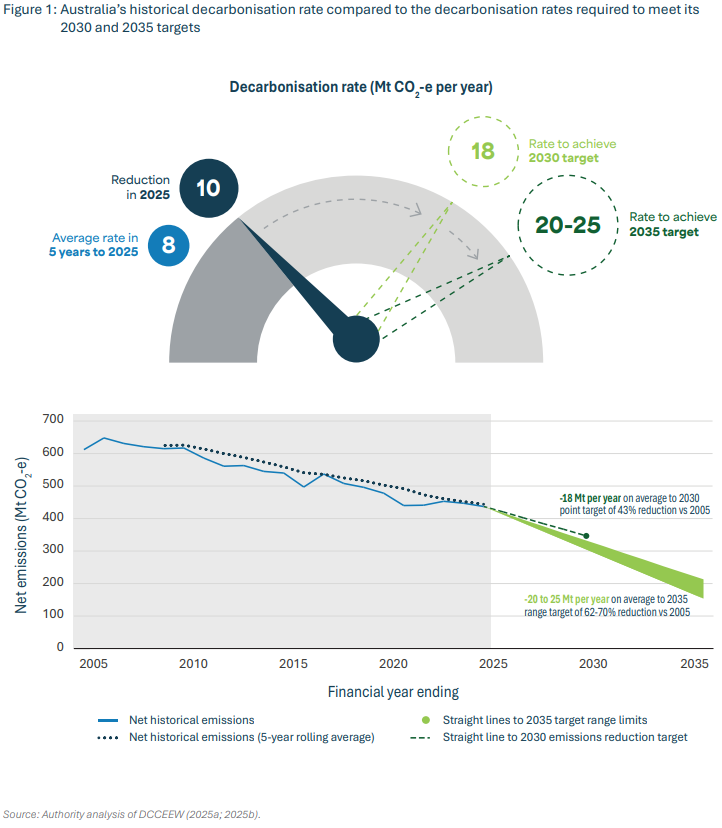 Figure 1: Australia's historical decarbonisation rate compared to the decarbonisation rates required to meet its
2030 and 2035 targets
Decarbonisation rate (Mt CO2-e per year)
18
Rate to achieve
2030 target
Reduction
in 2025
10
20-25
Rate to achieve
2035 target
Average rate in
5 years to 2025
8
Net emissions (Mt CO2-e)
700
600
500
400
300
200
100
0
-18 Mt per year on average to 2030
point target of 43% reduction vs 2005
-20 to 25 Mt per year on average to 2035
range target of 62-70% reduction vs 2005
2005
2010
2015
2020
2025
2030
2035
Financial year ending
Net historical emissions
Straight lines to 2035 target range limits
Net historical emissions (5-year rolling average)
Straight line to 2030 emissions reduction target
Source: Authority analysis of DCCEEW (2025a; 2025b).